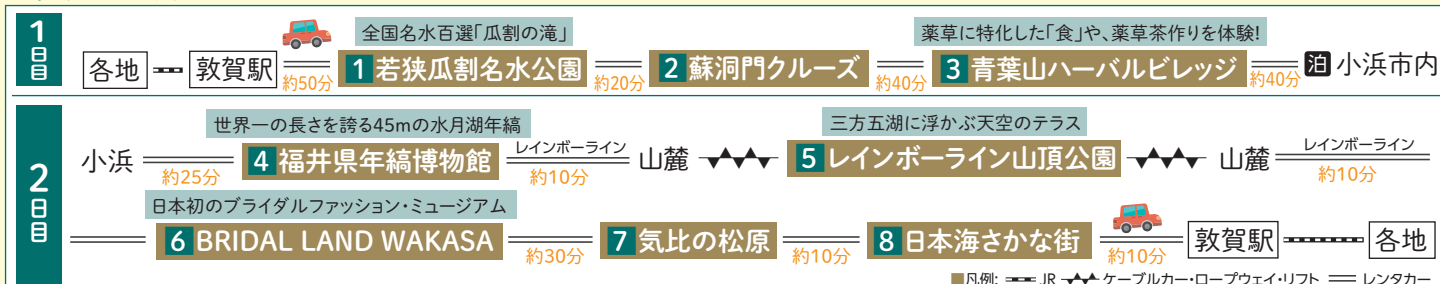 1日目
全国名水百選「瓜割の滝」
薬草に特化した「食」や、薬草茶作りを体験!
各地 敦賀駅 約50分 1 若狭瓜割名水公園 約20分 2 蘇洞門クルーズ 約40分 3 青葉山ハーバルビレッジ 約40分 泊 小浜市内
2日目
世界一の長さを誇る45mの水月湖年縞
三方五湖に浮かぶ天空のテラス
小浜 約25分 4 福井県年縞博物館 レインボーライン 約10分 山麓 5 レインボーライン山頂公園 山麓 レインボーライン 約10分
日本初のブライダルファッション・ミュージアム
6 BRIDAL LAND WAKASA 約30分 7 気比の松原 約10分 8 日本海さかな街 約10分 敦賀駅 各地
■凡例: JR ケーブルカー・ロープウェイ・リフト レンタカー